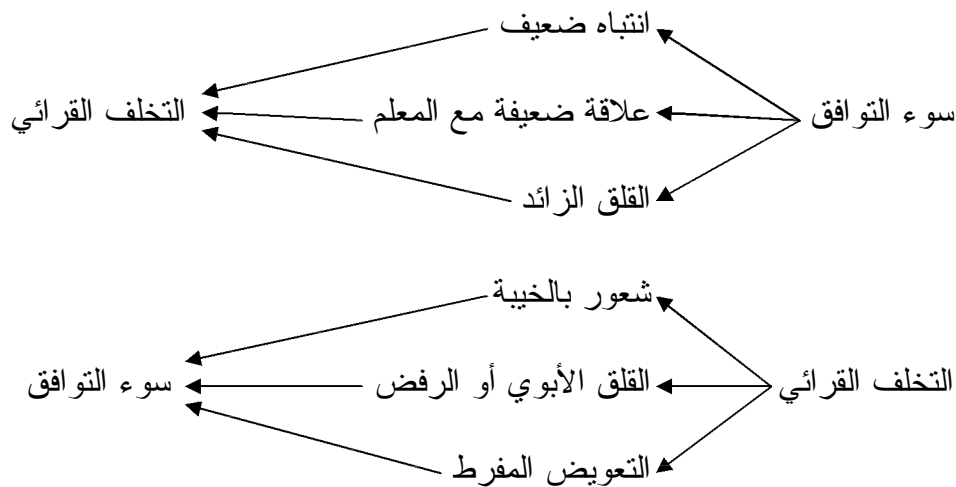 انتباه ضعيف
سوء التوافق علاقة ضعيفة مع المعلم التخلف القرائي
القلق الزائد
شعور بالخيبة
التخلف القرائي القلق الأبوي أو الرفض سوء التوافق
التعويض المفرط